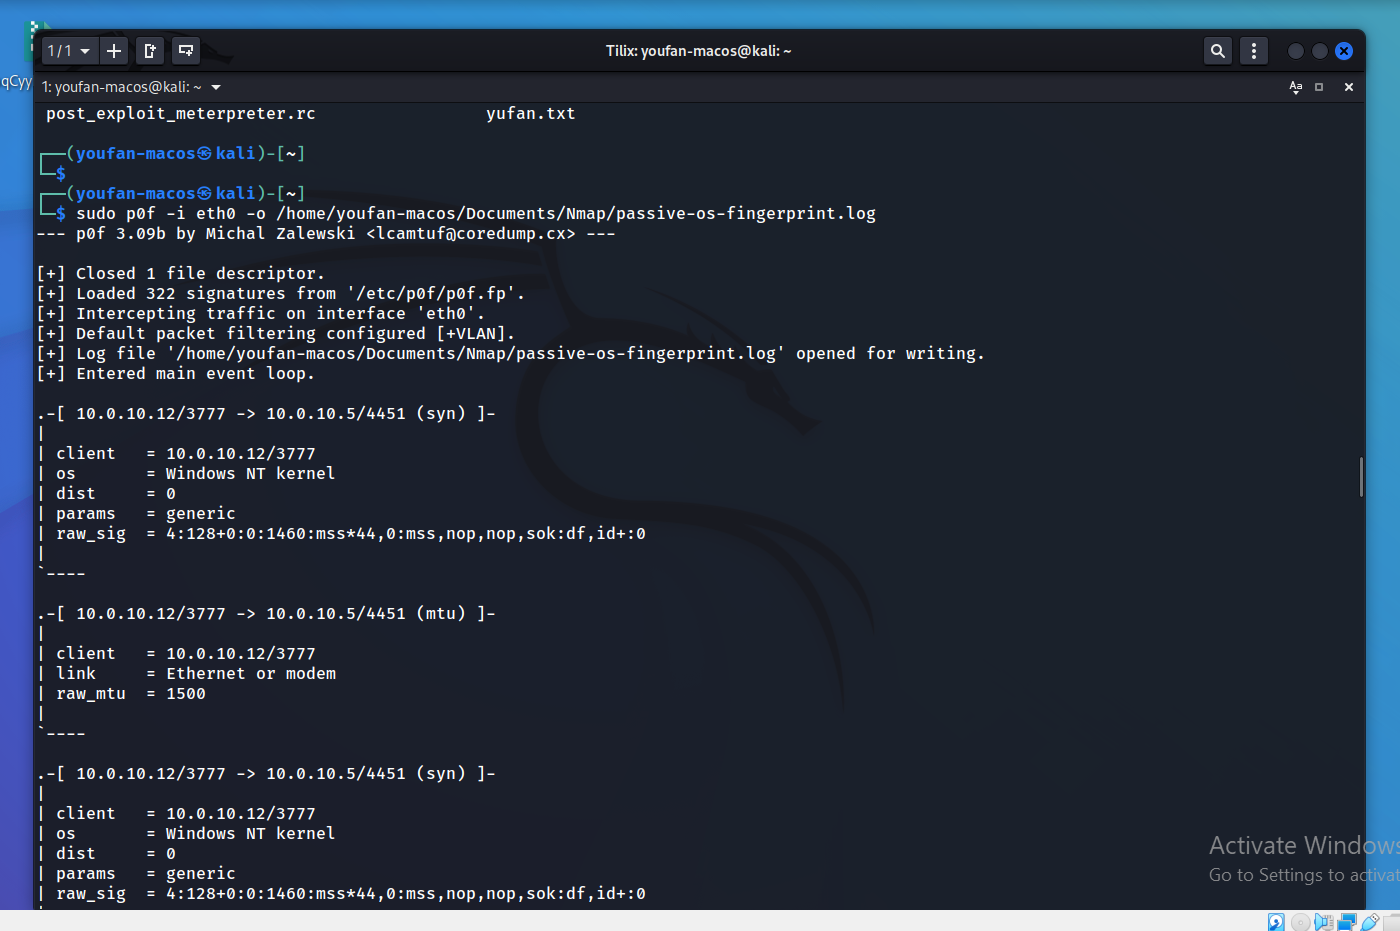 qCyy
1 / 1
Tilix: youfan-macos@kali: ~
1: youfan-macos@kali: ~
Aa
post_exploit_meterpreter.rc yufan.txt
┌──(youfan-macos㉿kali)-[~]
└─$
┌──(youfan-macos㉿kali)-[~]
└─$ sudo p0f -i eth0 -o /home/youfan-macos/Documents/Nmap/passive-os-fingerprint.log
--- p0f 3.09b by Michal Zalewski <lcamtuf@coredump.cx> ---
[+] Closed 1 file descriptor.
[+] Loaded 322 signatures from '/etc/p0f/p0f.fp'.
[+] Intercepting traffic on interface 'eth0'.
[+] Default packet filtering configured [+VLAN].
[+] Log file '/home/youfan-macos/Documents/Nmap/passive-os-fingerprint.log' opened for writing.
[+] Entered main event loop.
.-[ 10.0.10.12/3777 -> 10.0.10.5/4451 (syn) ]-
|
| client   = 10.0.10.12/3777
| os       = Windows NT kernel
| dist     = 0
| params   = generic
| raw_sig  = 4:128+0:0:1460:mss*44,0:mss,nop,nop,sok:df,id+:0
|
`----
.-[ 10.0.10.12/3777 -> 10.0.10.5/4451 (mtu) ]-
|
| client   = 10.0.10.12/3777
| link     = Ethernet or modem
| raw_mtu  = 1500
|
`----
.-[ 10.0.10.12/3777 -> 10.0.10.5/4451 (syn) ]-
|
| client   = 10.0.10.12/3777
| os       = Windows NT kernel
| dist     = 0
| params   = generic
| raw_sig  = 4:128+0:0:1460:mss*44,0:mss,nop,nop,sok:df,id+:0
Activate Windows
Go to Settings to activat